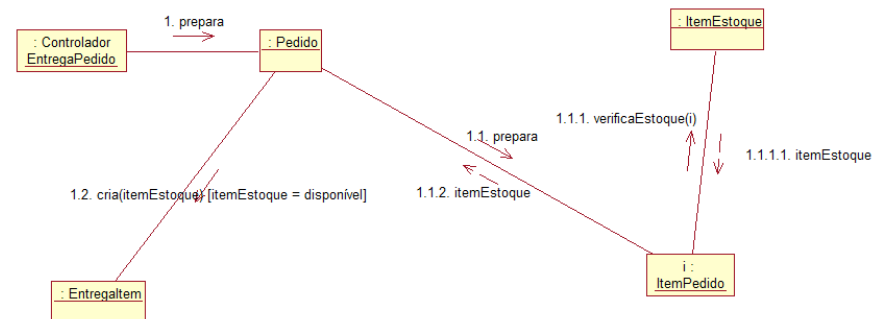 1. prepara
: Controlador
EntregaPedido
: Pedido
: ItemEstoque
1.1.1. verificaEstoque(i)
1.1. prepara
1.1.1.1. itemEstoque
1.2. cria(itemEstoque) [itemEstoque = disponível]
1.1.2. itemEstoque
i :
ItemPedido
: EntregaItem